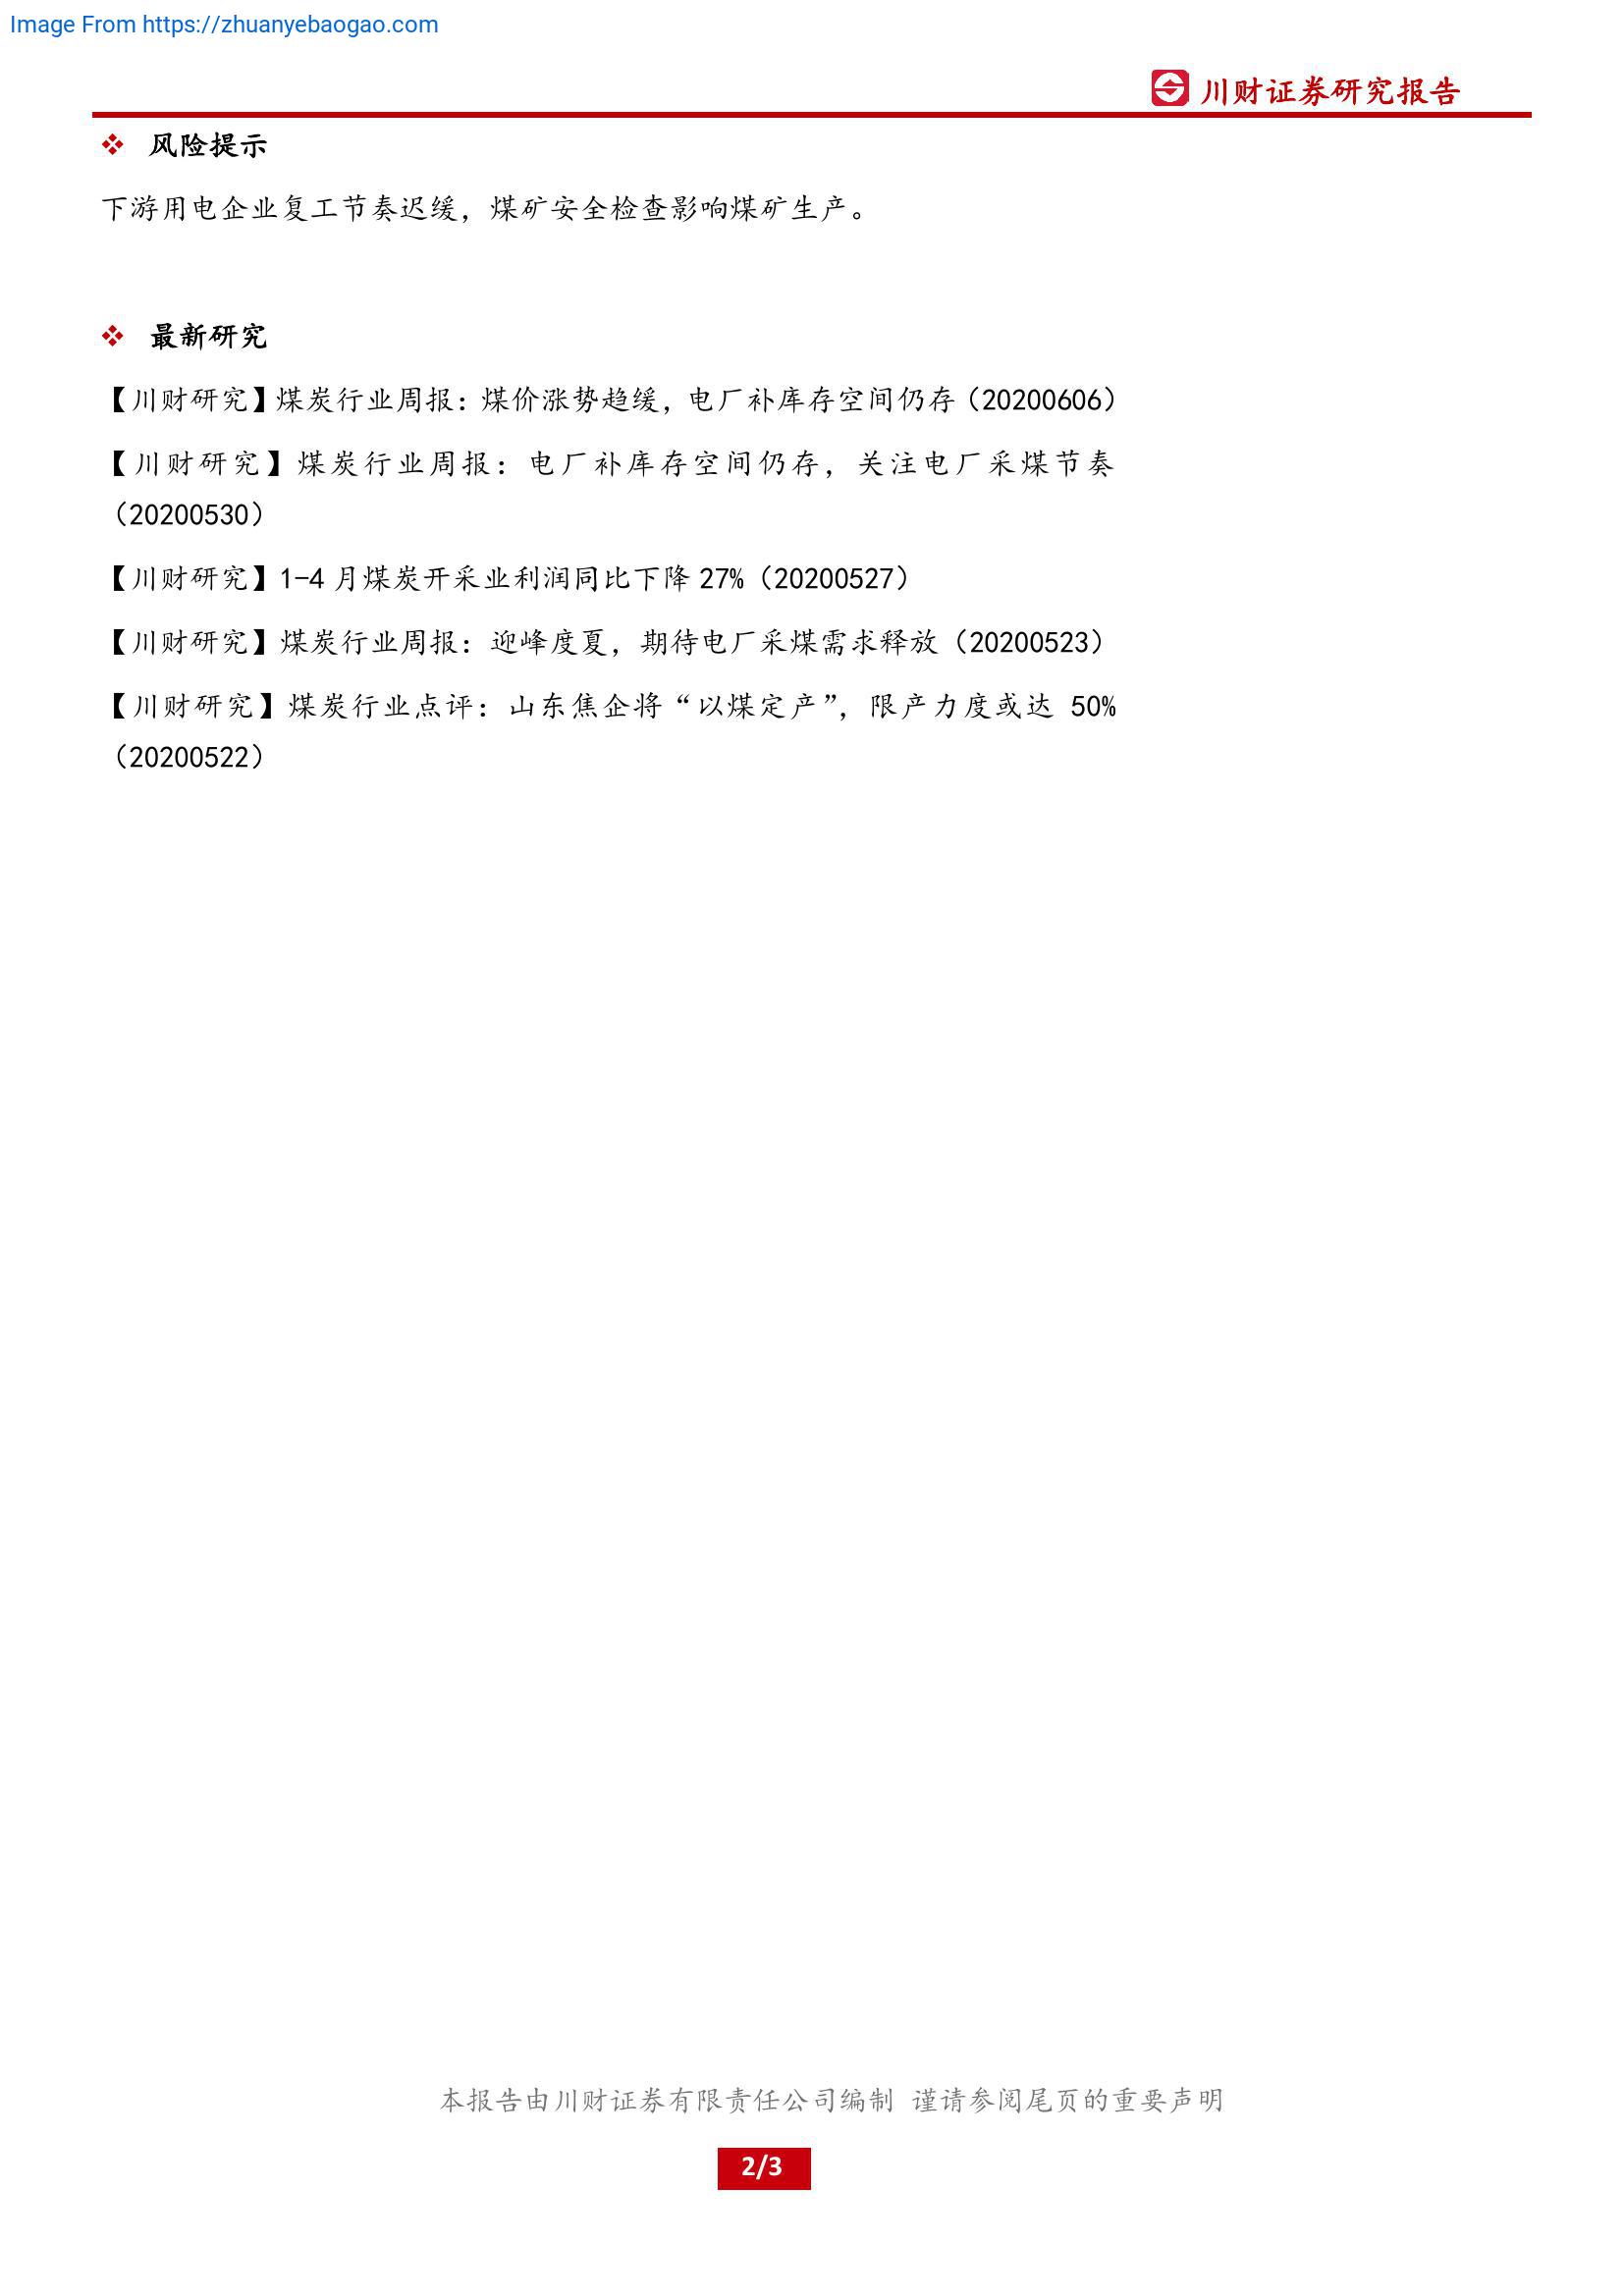 Image From https://zhuanyebaogao.com
川财证券研究报告
❖ 风险提示
下游用电企业复工节奏迟缓，煤矿安全检查影响煤矿生产。
❖ 最新研究
【川财研究】煤炭行业周报：煤价涨势趋缓，电厂补库存空间仍存（20200606）
【川财研究】煤炭行业周报：电厂补库存空间仍存，关注电厂采煤节奏
（20200530）
【川财研究】1-4 月煤炭开采业利润同比下降 27%（20200527）
【川财研究】煤炭行业周报：迎峰度夏，期待电厂采煤需求释放（20200523）
【川财研究】煤炭行业点评：山东焦企将“以煤定产”，限产力度或达 50%
（20200522）
本报告由川财证券有限责任公司编制 谨请参阅尾页的重要声明
2/3